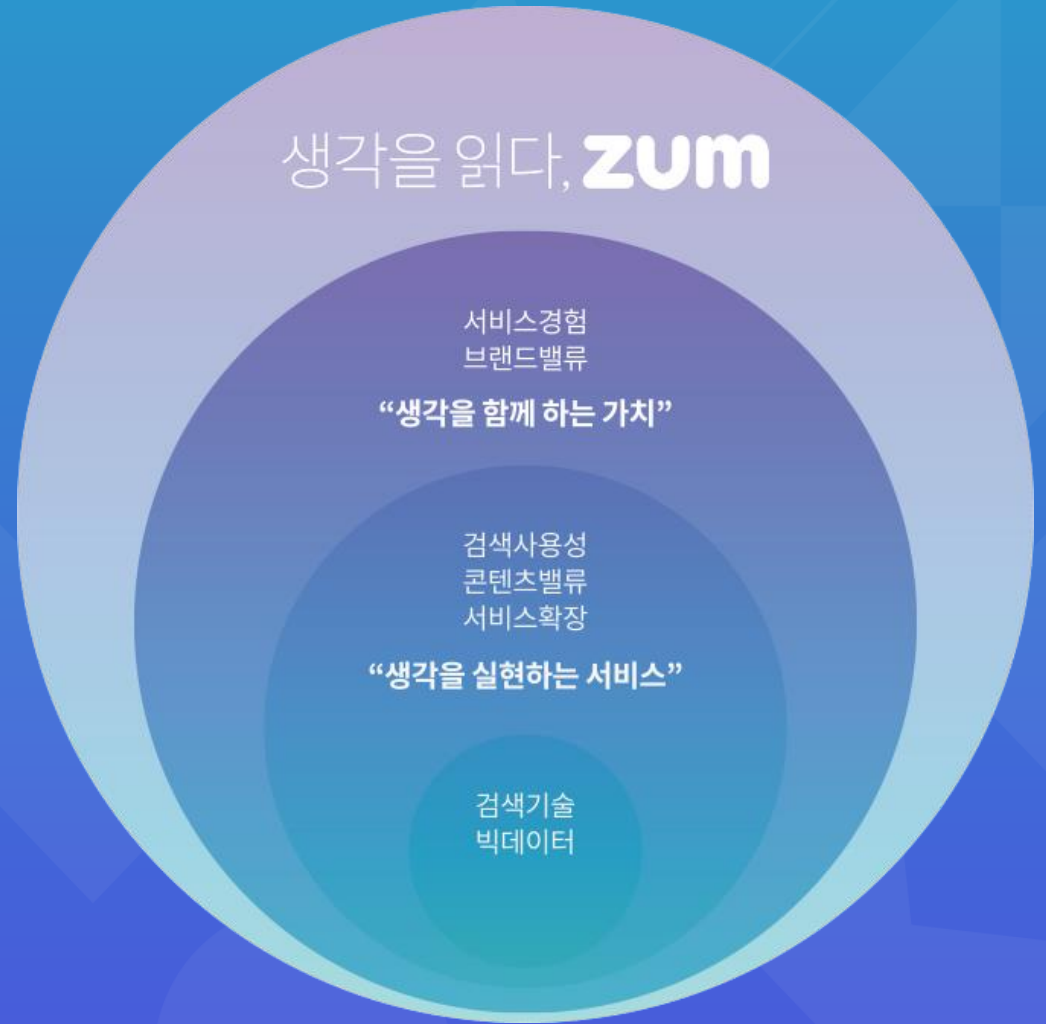 생각을 읽다, zum
서비스경험
브랜드밸류
“생각을 함께 하는 가치”
검색사용성
콘텐츠밸류
서비스확장
“생각을 실현하는 서비스”
검색기술
빅데이터